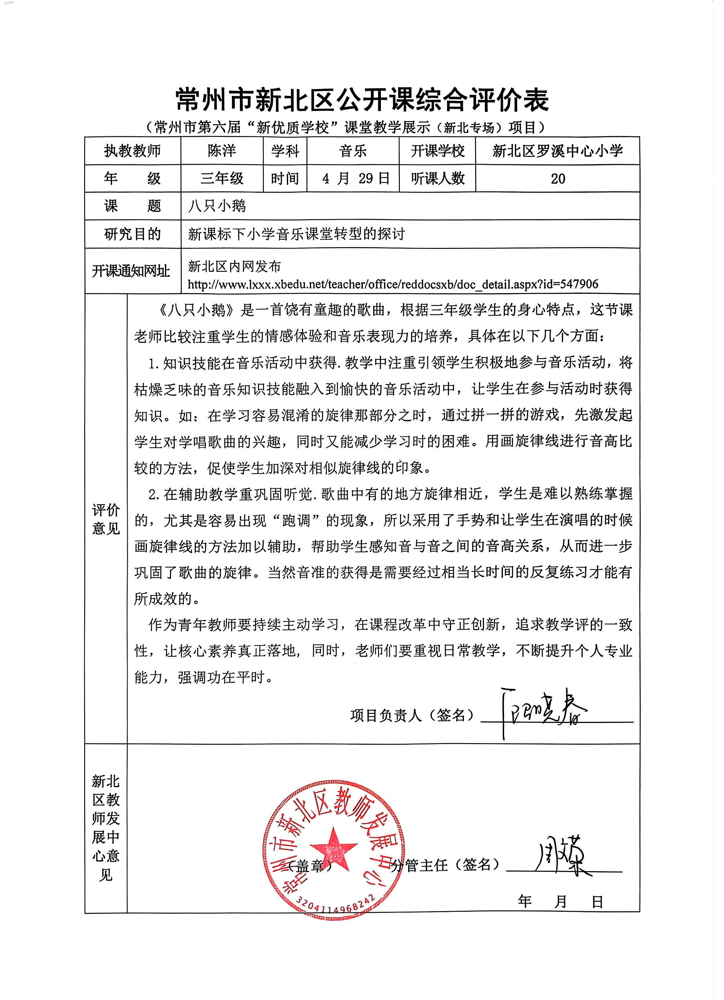 常州市新北区公开课综合评价表
（常州市第六届“新优质学校”课堂教学展示（新北专场）项目）
执教教师 陈洋 学科 音乐 开课学校 新北区罗溪中心小学
年 级 三年级 时间 4 月 29 日 听课人数 20
课 题 八只小鹅
研究目的 新课标下小学音乐课堂转型的探讨
开课通知网址 新北区内网发布
http://www.lxxx.xbedu.net/teacher/office/reddocsxb/doc_detail.aspx?id=547906
评价
意见
《八只小鹅》是一首饶有童趣的歌曲，根据三年级学生的身心特点，这节课
老师比较注重学生的情感体验和音乐表现力的培养，具体在以下几个方面：
1.知识技能在音乐活动中获得.教学中注重引领学生积极地参与音乐活动，将
枯燥乏味的音乐知识技能融入到愉快的音乐活动中，让学生在参与活动时获得
知识。如：在学习容易混淆的旋律那部分之时，通过拼一拼的游戏，先激发起
学生对学唱歌曲的兴趣，同时又能减少学习时的困难。用画旋律线进行音高比
较的方法，促使学生加深对相似旋律线的印象。
2.在辅助教学重巩固听觉.歌曲中有的地方旋律相近，学生是难以熟练掌握
的，尤其是容易出现“跑调”的现象，所以采用了手势和让学生在演唱的时候
画旋律线的方法加以辅助，帮助学生感知音与音之间的音高关系，从而进一步
巩固了歌曲的旋律。当然音准的获得是需要经过相当长时间的反复练习才能有
所成效的。
作为青年教师要持续主动学习，在课程改革中守正创新，追求教学评的一致
性，让核心素养真正落地，同时，老师们要重视日常教学，不断提升个人专业
能力，强调功在平时。
项目负责人（签名）
新北
区教
师发
展中
心意
见
常州市新北区教师发展中心
（盖章） 分管主任（签名）
3204114968242
年 月 日